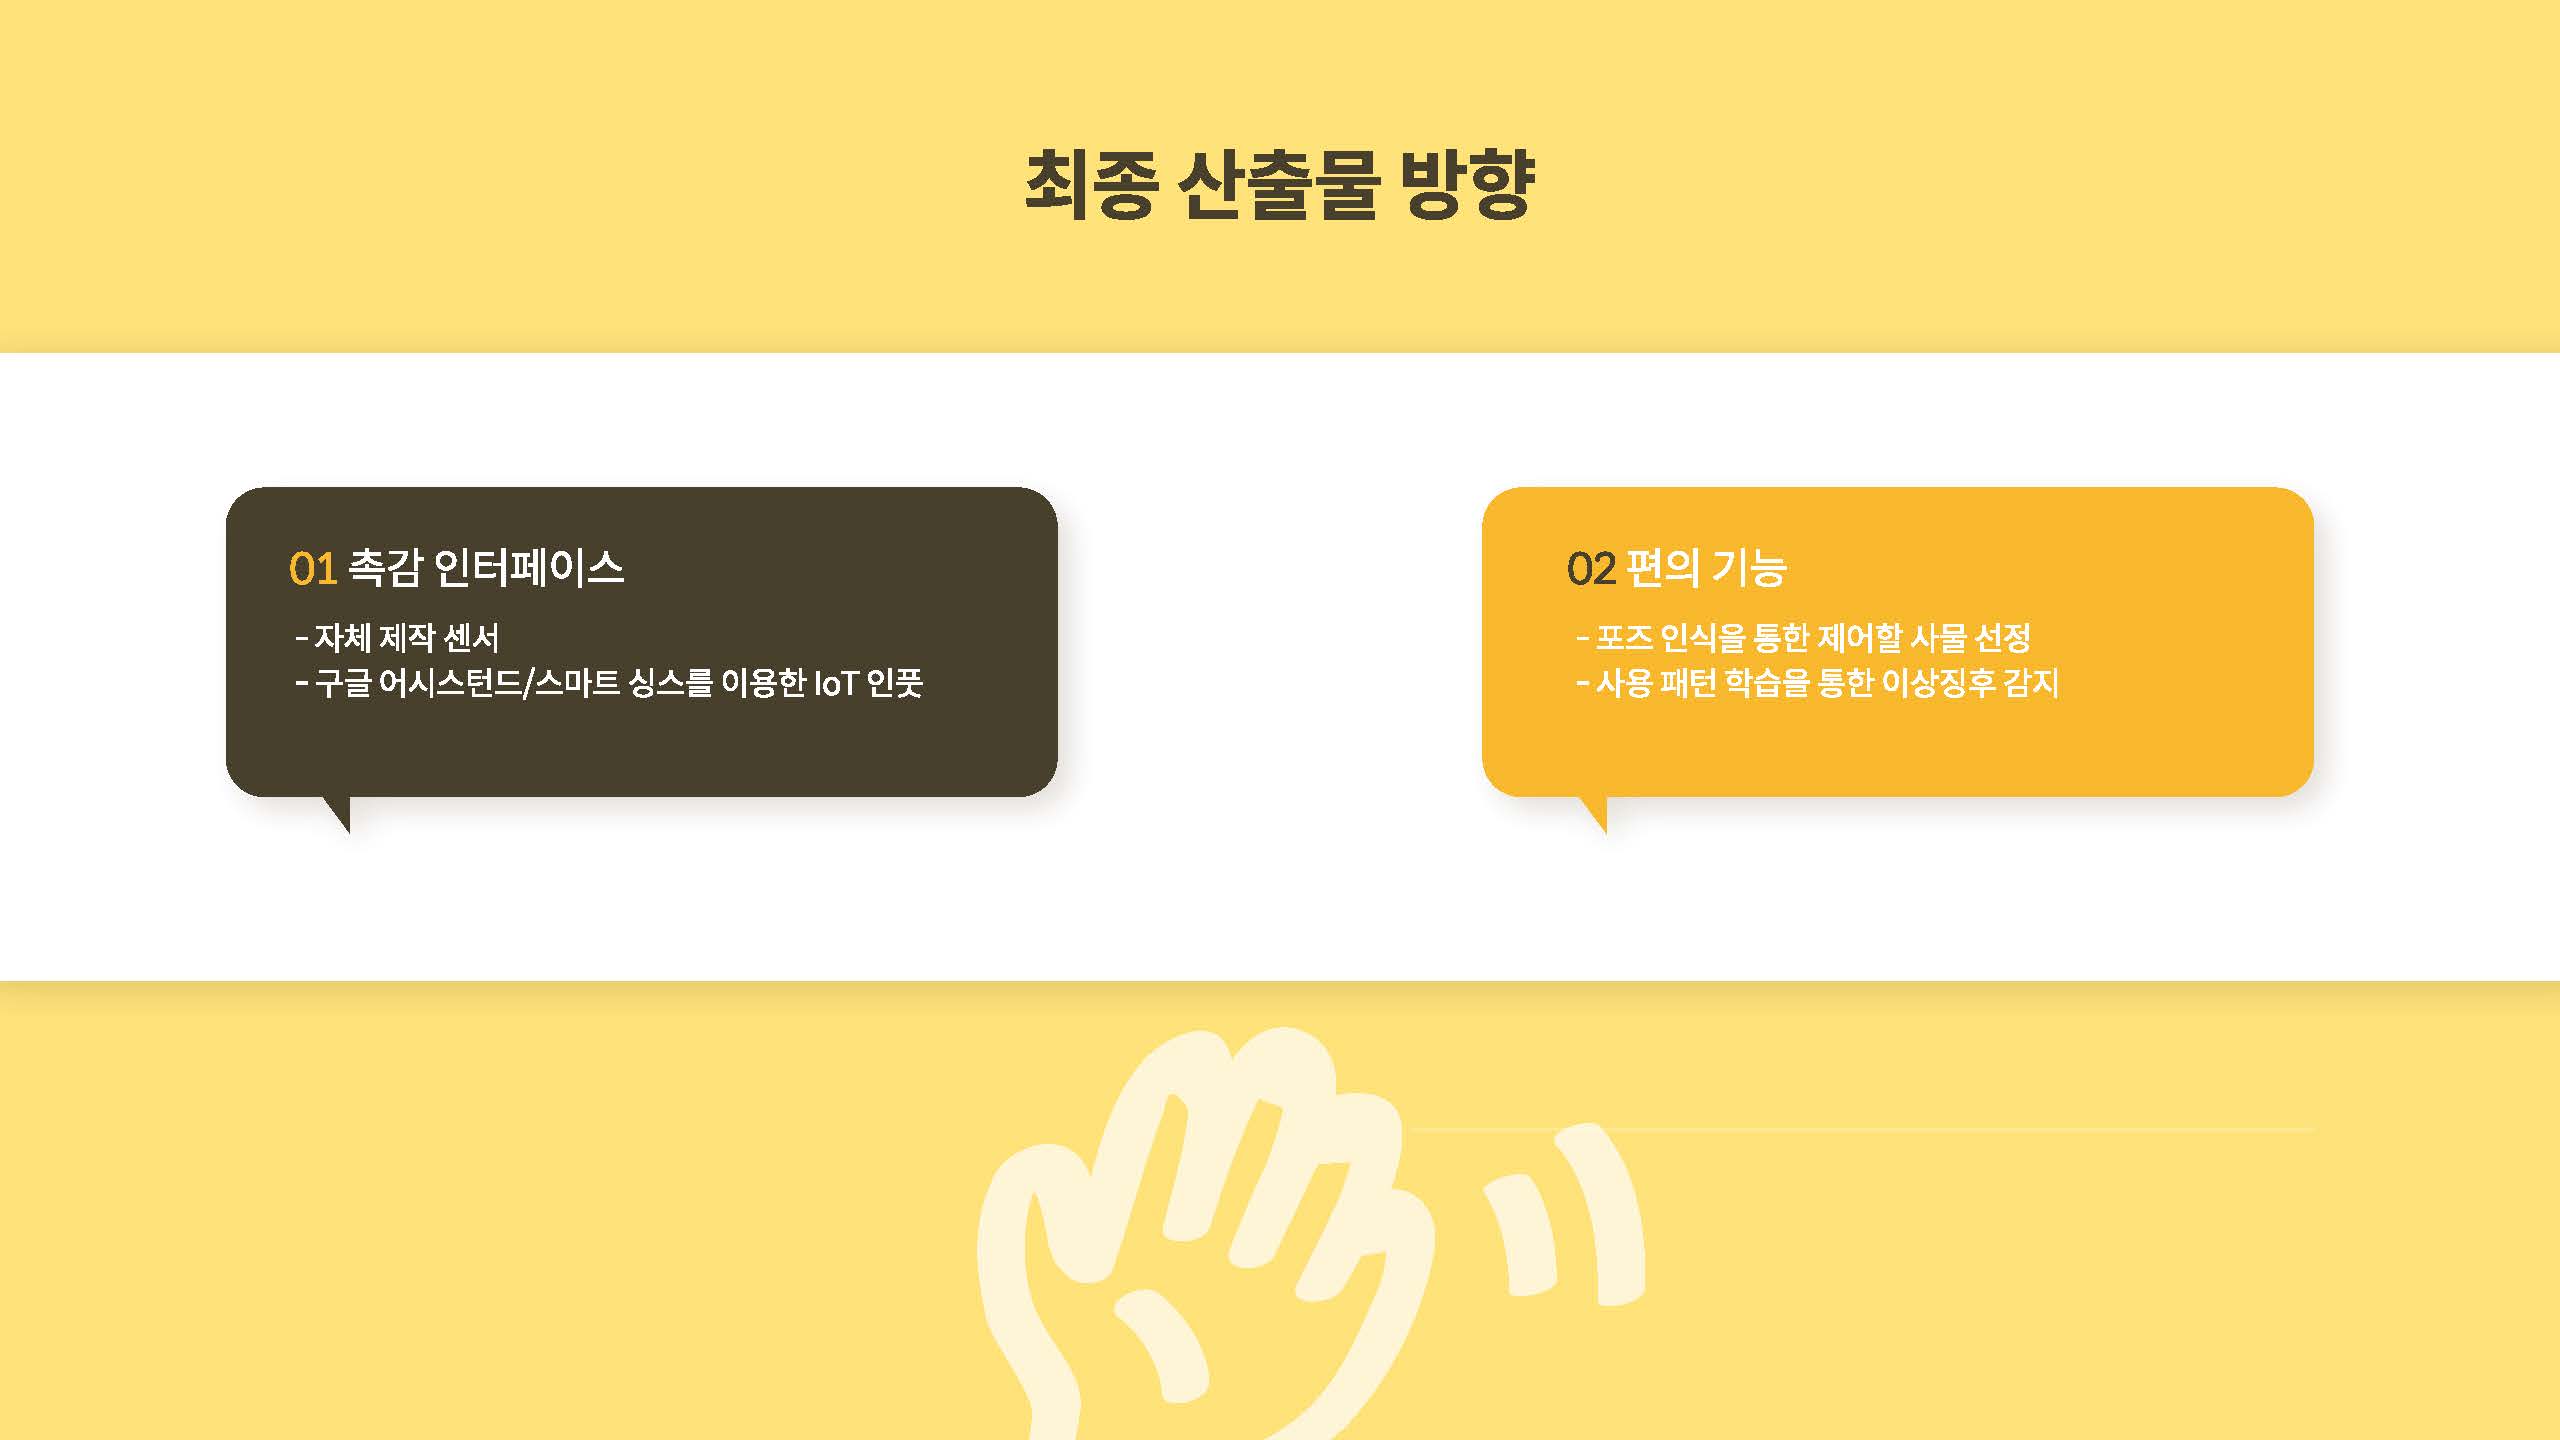 최종 산출물 방향
01 촉감 인터페이스
- 자체 제작 센서
- 구글 어시스턴드/스마트 싱스를 이용한 IoT 인풋
02 편의 기능
- 포즈 인식을 통한 제어할 사물 선정
- 사용 패턴 학습을 통한 이상징후 감지